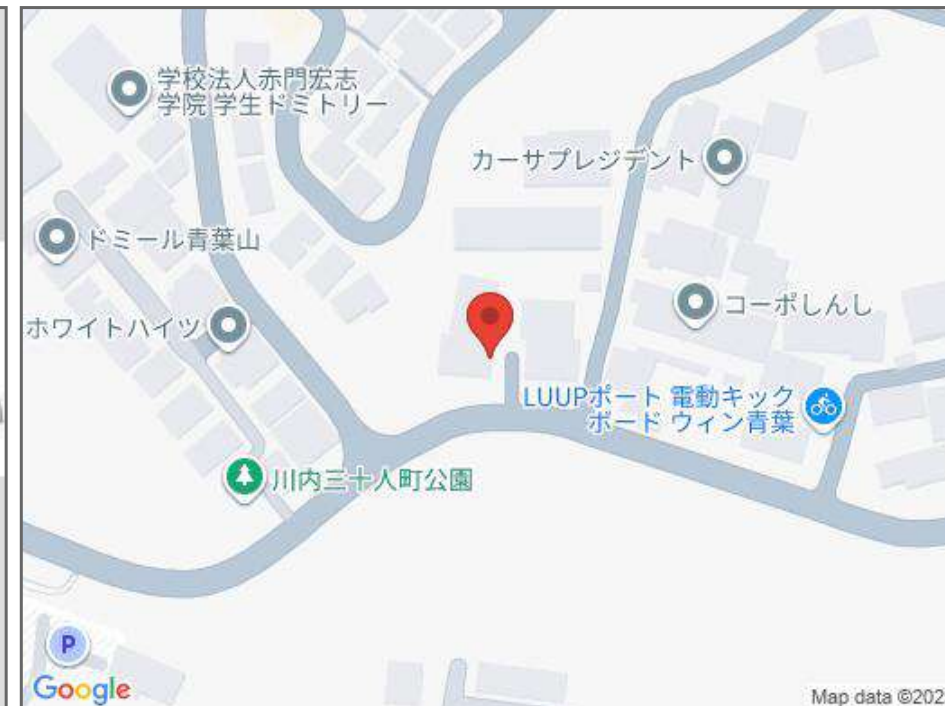 学校法人赤門宏志
学院 学生ドミトリー
カーサプレジデント
ドミール青葉山
コーポしんし
ホワイトハイツ
LUUPポート 電動キック
ボード ウィン青葉
川内三十人町公園
P
Google
Map data ©202